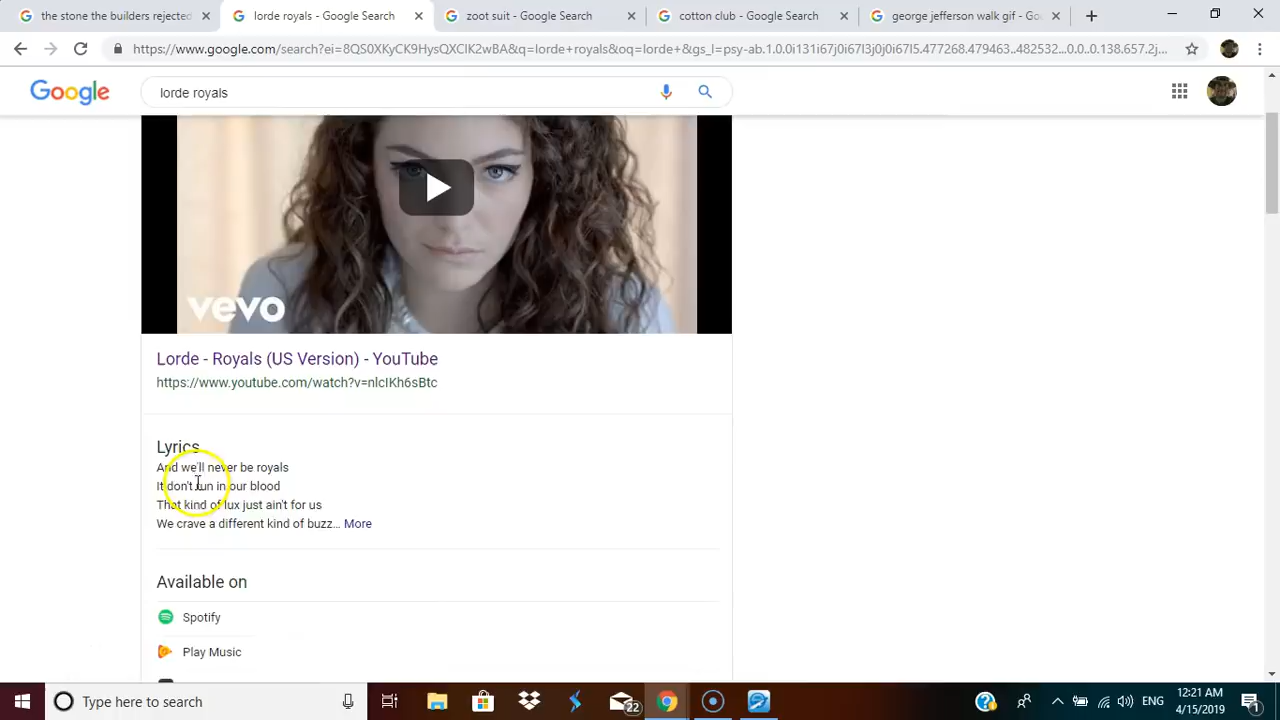 the stone the builders rejected
lorde royals - Google Search
zoot suit - Google Search
cotton club - Google Search
george jefferson walk gif - Go
https://www.google.com/search?ei=8QS0XKyCK9HysQXCIK2wBA&q=lorde+royals&oq=lorde+&gs_l=psy-ab.1.0.0i131i67j0i67l3j0j0i67l5.477268.479463..482532...0.0..0.138.657.2j...
Google
lorde royals
vevo
Lorde - Royals (US Version) - YouTube
https://www.youtube.com/watch?v=nlcIKh6sBtc
Lyrics
And we'll never be royals
It don't run in our blood
That kind of lux just ain't for us
We crave a different kind of buzz... More
Available on
Spotify
Play Music
Type here to search
22
ENG
12:21 AM
4/15/2019
1